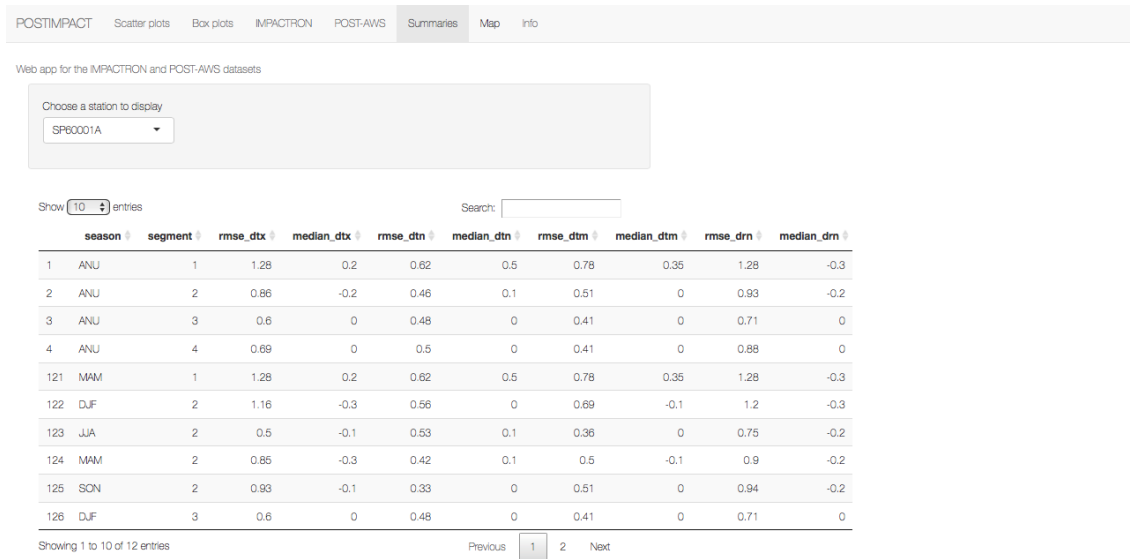 POSTIMPACT Scatter plots Box plots IMPACTRON POST-AWS Summaries Map Info
Web app for the IMPACTRON and POST-AWS datasets
Choose a station to display
SP60001A
Show 10 entries Search:
season segment rmse_dtx median_dtx rmse_dtn median_dtn rmse_dtm median_dtm rmse_drn median_drn
1 ANU 1 1.28 0.2 0.62 0.5 0.78 0.35 1.28 -0.3
2 ANU 2 0.86 -0.2 0.46 0.1 0.51 0 0.93 -0.2
3 ANU 3 0.6 0 0.48 0 0.41 0 0.71 0
4 ANU 4 0.69 0 0.5 0 0.41 0 0.88 0
121 MAM 1 1.28 0.2 0.62 0.5 0.78 0.35 1.28 -0.3
122 DJF 2 1.16 -0.3 0.56 0 0.69 -0.1 1.2 -0.3
123 JJA 2 0.5 -0.1 0.53 0.1 0.36 0 0.75 -0.2
124 MAM 2 0.85 -0.3 0.42 0.1 0.5 -0.1 0.9 -0.2
125 SON 2 0.93 -0.1 0.33 0 0.51 0 0.94 -0.2
126 DJF 3 0.6 0 0.48 0 0.41 0 0.71 0
Showing 1 to 10 of 12 entries Previous 1 2 Next